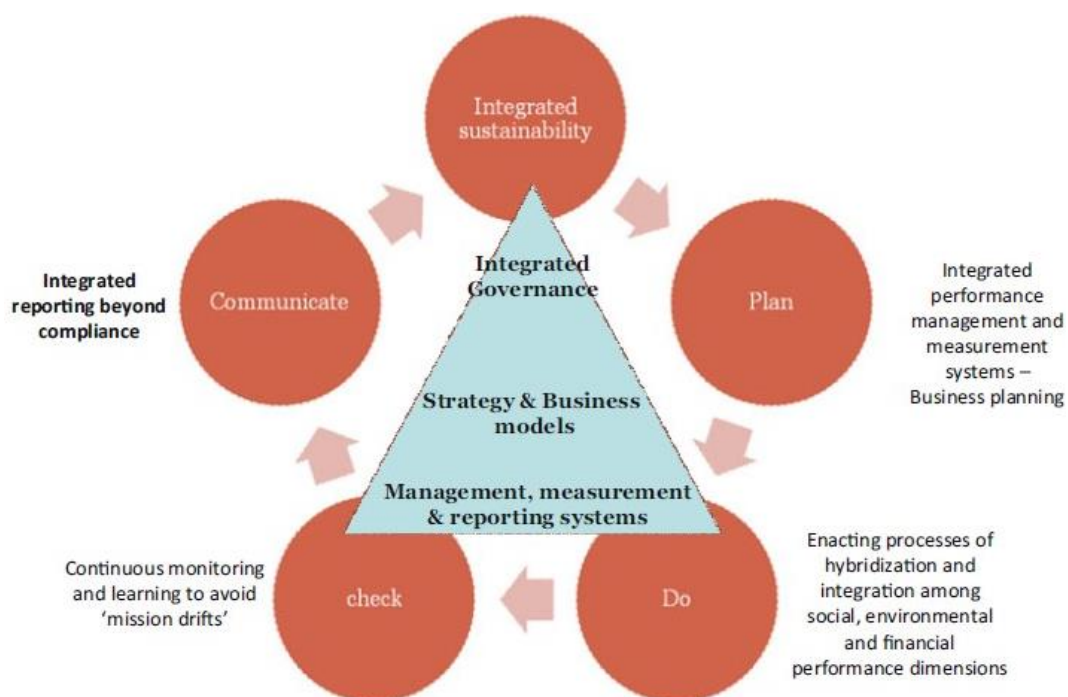 Integrated
sustainability
Integrated
Governance
Strategy & Business
models
Management, measurement
& reporting systems
Plan
Integrated
performance
management and
measurement
systems –
Business planning
Do
Enacting processes of
hybridization and
integration among
social, environmental
and financial
performance dimensions
check
Continuous monitoring
and learning to avoid
‘mission drifts’
Communicate
Integrated
reporting beyond
compliance